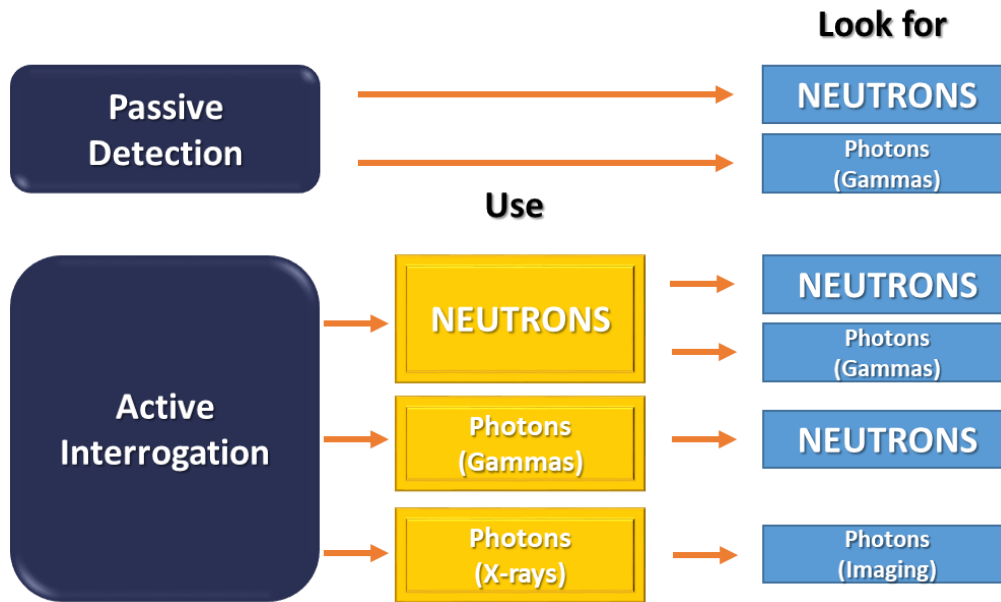 Look for
Passive
Detection
NEUTRONS
Photons
(Gammas)
Use
Active
Interrogation
NEUTRONS
NEUTRONS
Photons
(Gammas)
Photons
(Gammas)
NEUTRONS
Photons
(X-rays)
Photons
(Imaging)